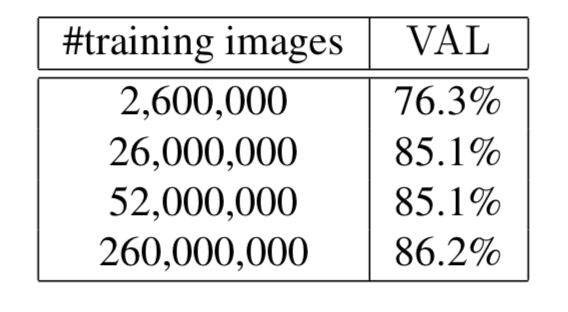 #training images VAL
2,600,000 76.3%
26,000,000 85.1%
52,000,000 85.1%
260,000,000 86.2%